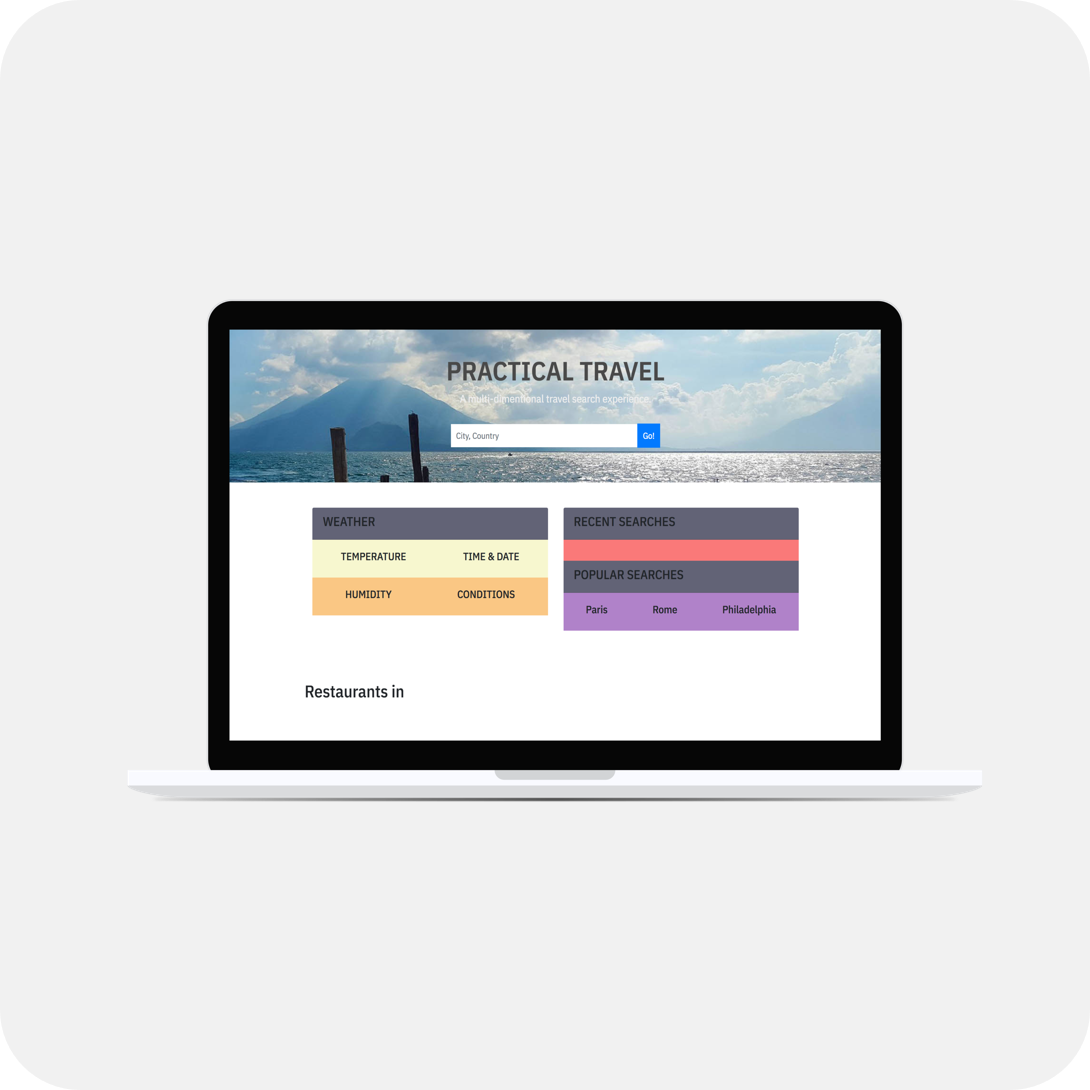 PRACTICAL TRAVEL
A multi-dimentional travel search experience.
City, Country
Go!
WEATHER
TEMPERATURE
TIME & DATE
HUMIDITY
CONDITIONS
RECENT SEARCHES
POPULAR SEARCHES
Paris
Rome
Philadelphia
Restaurants in